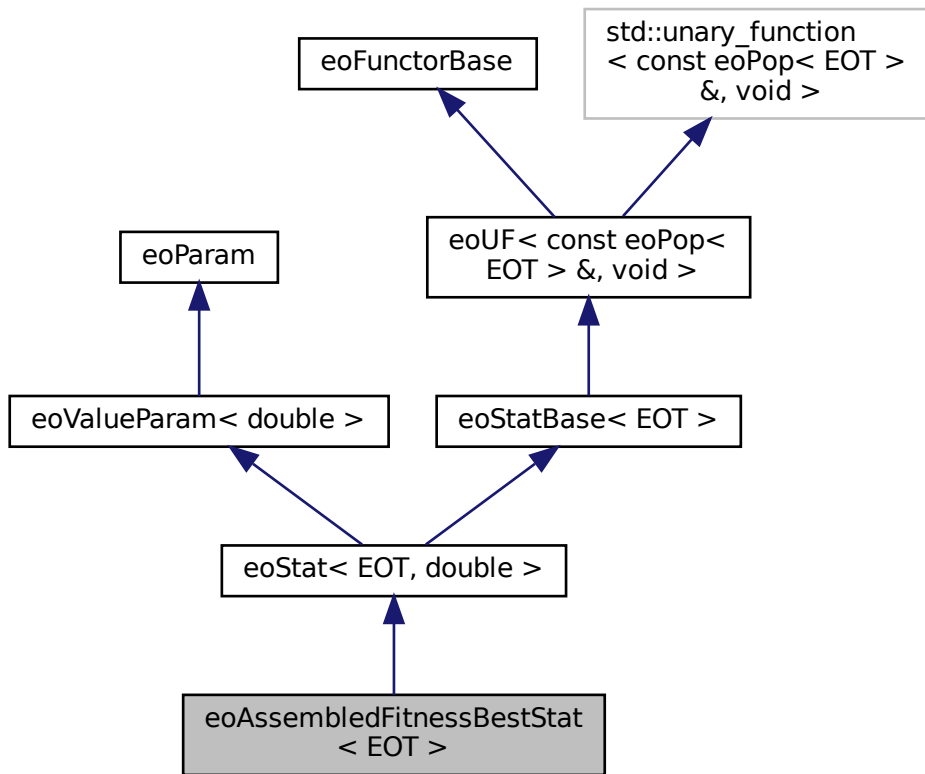 std::unary_function
< const eoPop< EOT >
&, void >
eoFunctorBase
eoUF< const eoPop<
EOT > &, void >
eoParam
eoValueParam< double >
eoStatBase< EOT >
eoStat< EOT, double >
eoAssembledFitnessBestStat
< EOT >